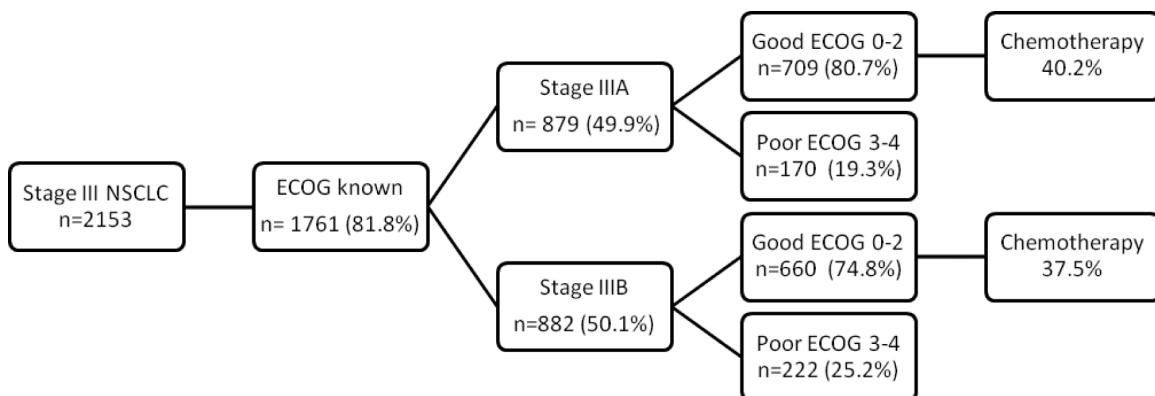 Stage III NSCLC
n=2153
ECOG known
n= 1761 (81.8%)
Stage IIIA
n= 879 (49.9%)
Good ECOG 0-2
n=709 (80.7%)
Chemotherapy
40.2%
Poor ECOG 3-4
n=170  (19.3%)
Stage IIIB
n=882 (50.1%)
Good ECOG 0-2
n=660  (74.8%)
Chemotherapy
37.5%
Poor ECOG 3-4
n=222 (25.2%)